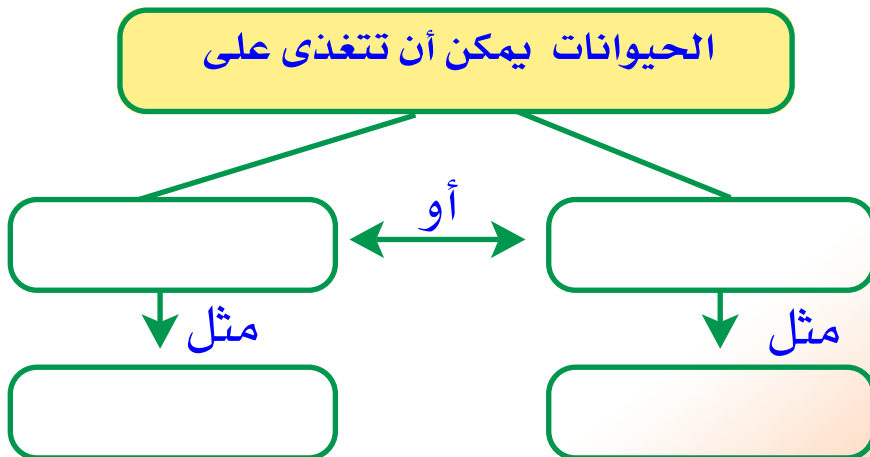 الحيوانات يمكن أن تتغذى على
أو
مثل
مثل